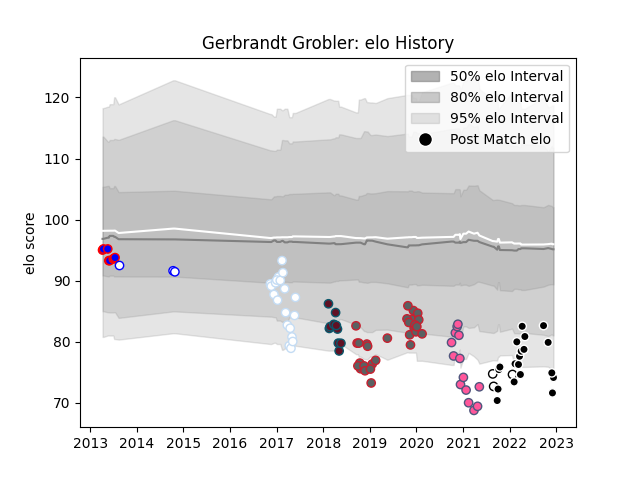 Gerbrandt Grobler: elo History
50% elo Interval
80% elo Interval
95% elo Interval
Post Match elo
elo score
120
110
100
90
80
70
2013 2014 2015 2016 2017 2018 2019 2020 2021 2022 2023